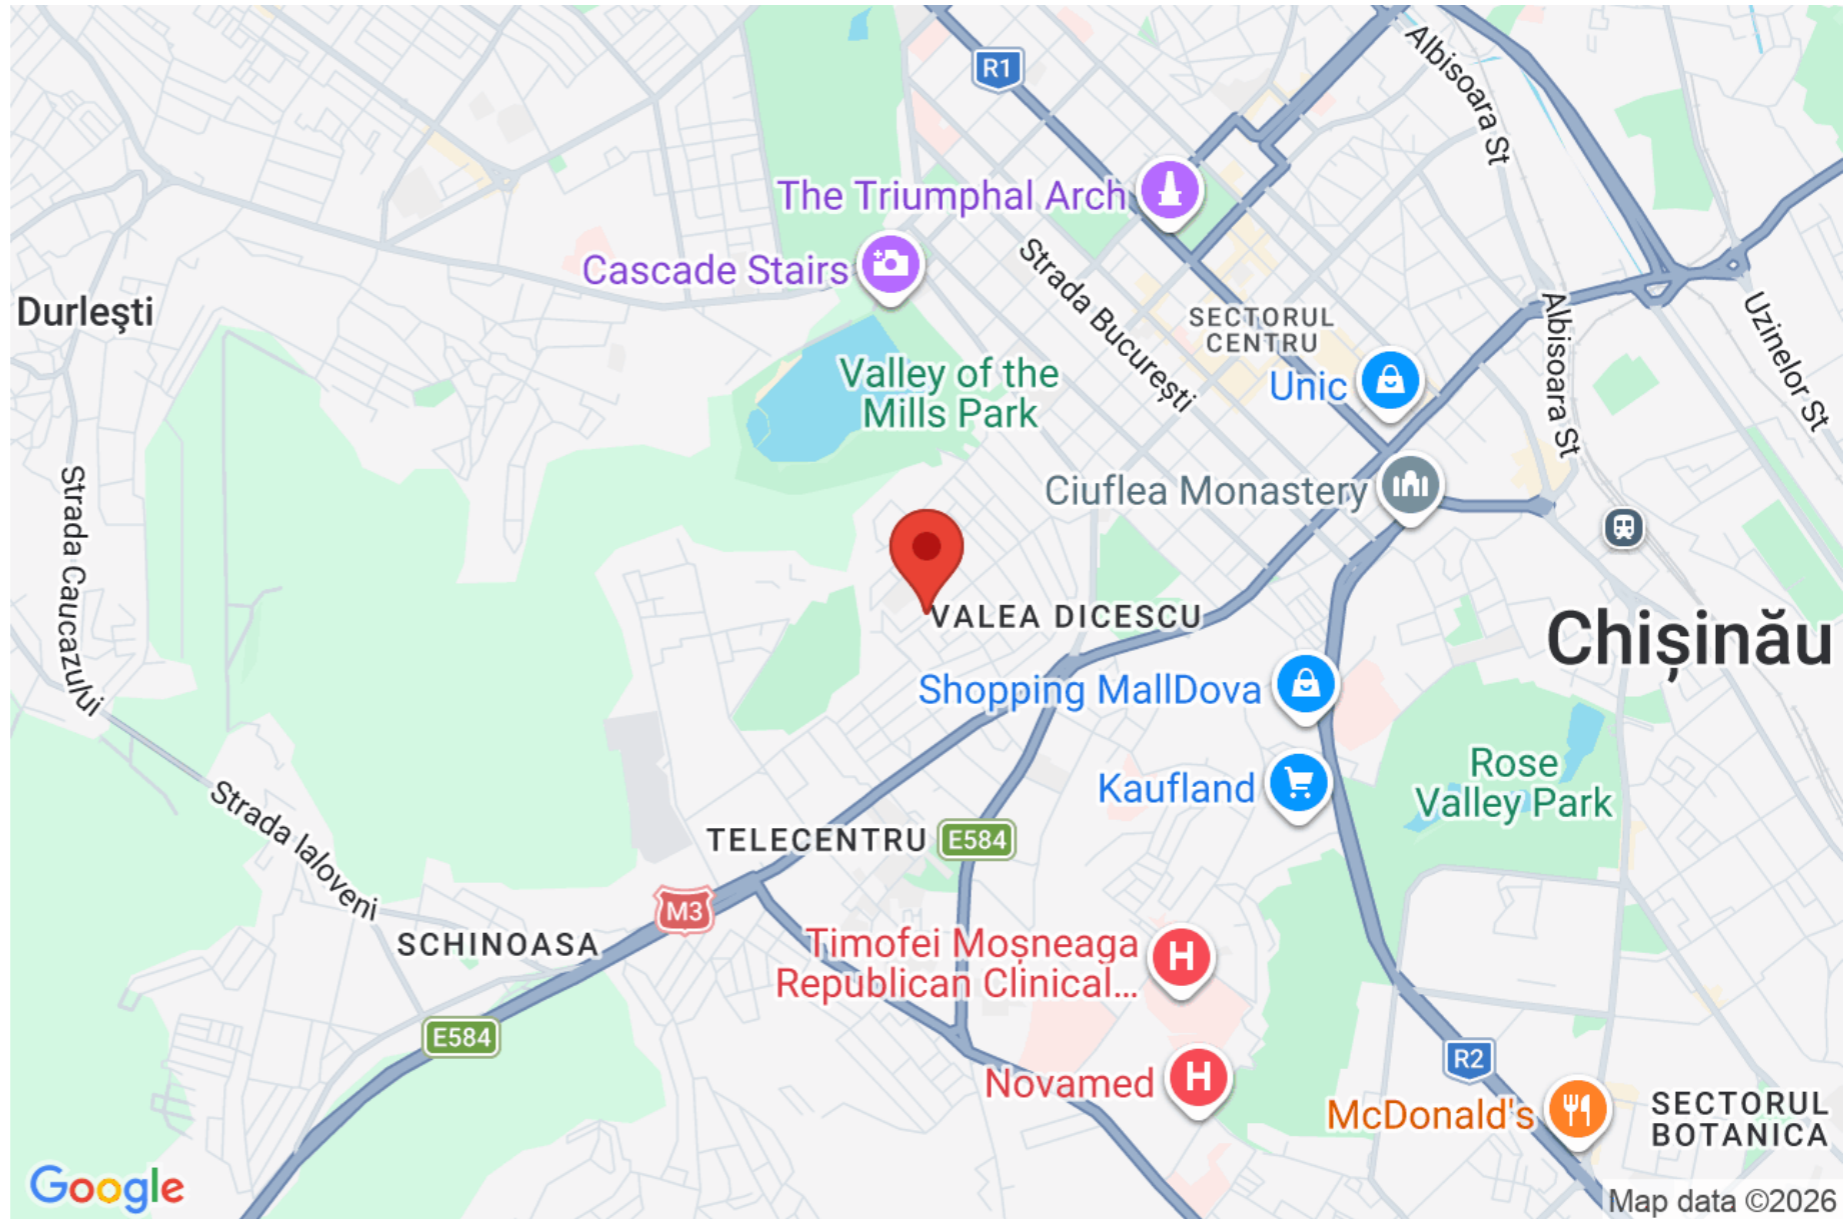 R1
Albisoara St
The Triumphal Arch
Cascade Stairs
Strada București
Durlești
SECTORUL
CENTRU
Albisoara St
Uzinelor St
Valley of the
Mills Park
Unic
Strada Caucazului
Ciuflea Monastery
VALEA DICESCU
Chișinău
Shopping MallDova
Kaufland
Rose
Valley Park
Strada Ialoveni
TELECENTRU
E584
M3
SCHINOASA
Timofei Moșneaga
Republican Clinical...
H
E584
Novamed
H
R2
McDonald's
SECTORUL
BOTANICA
Google
Map data ©2026